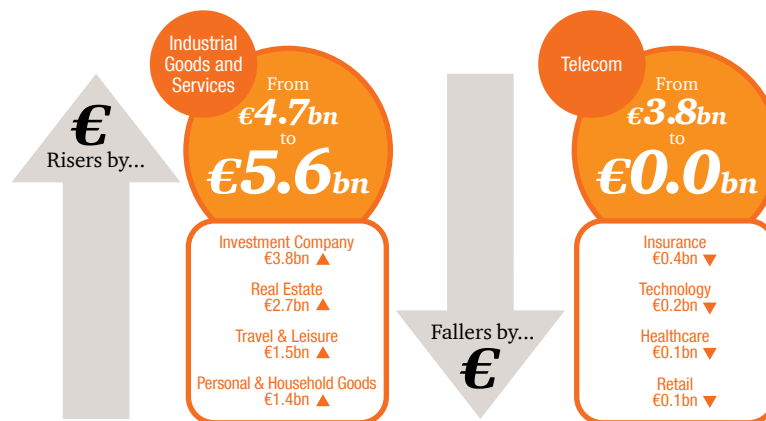 €
Risers by...
Industrial
Goods and
Services
From
€4.7bn
to
€5.6bn
Investment Company
€3.8bn ▲
Real Estate
€2.7bn ▲
Travel & Leisure
€1.5bn ▲
Personal & Household Goods
€1.4bn ▲
Fallers by...
€
Telecom
From
€3.8bn
to
€0.0bn
Insurance
€0.4bn ▼
Technology
€0.2bn ▼
Healthcare
€0.1bn ▼
Retail
€0.1bn ▼